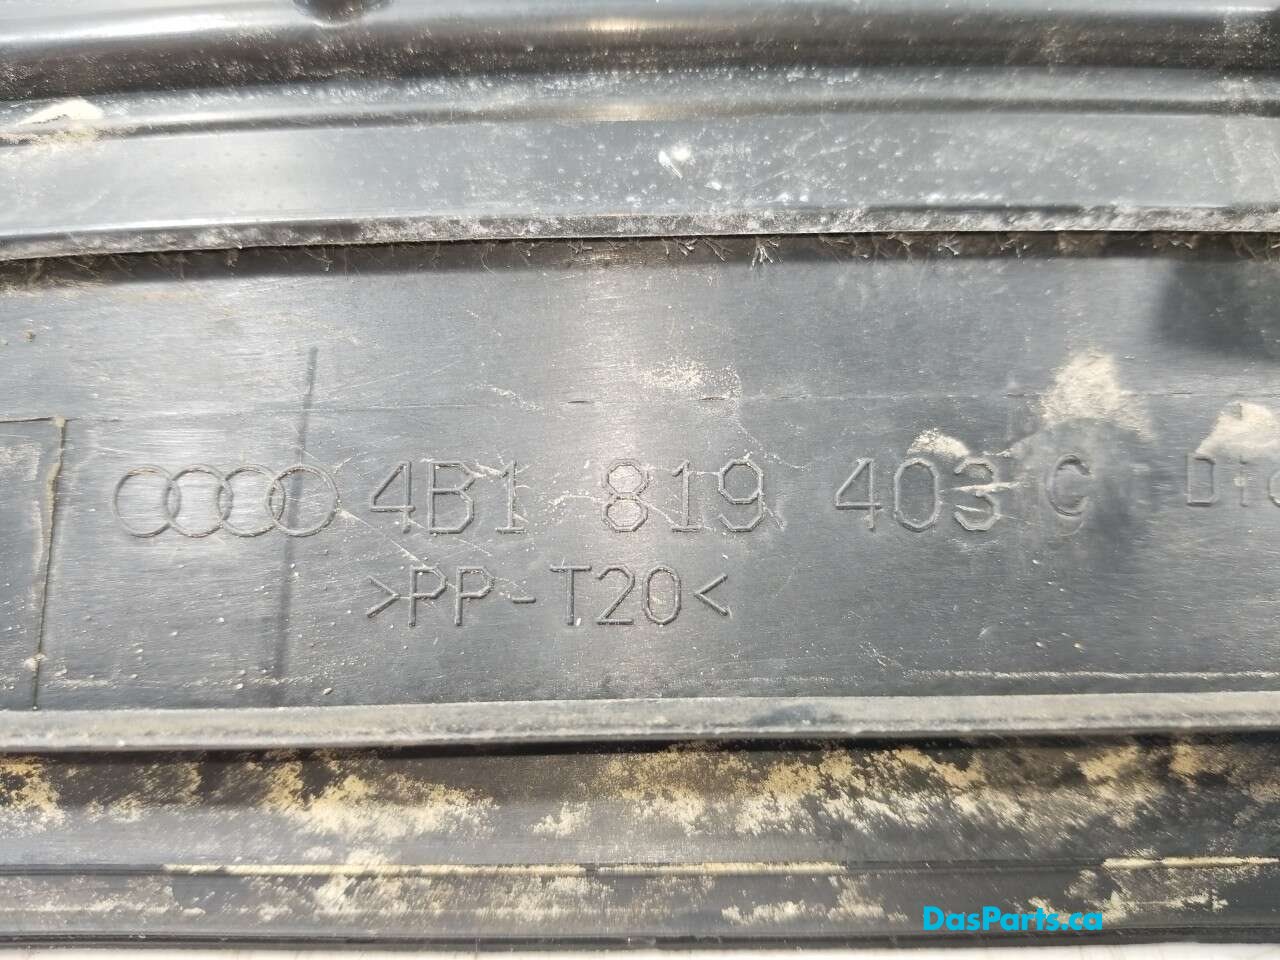 4B1 819 403 C
>PP-T20<
DasParts.ca